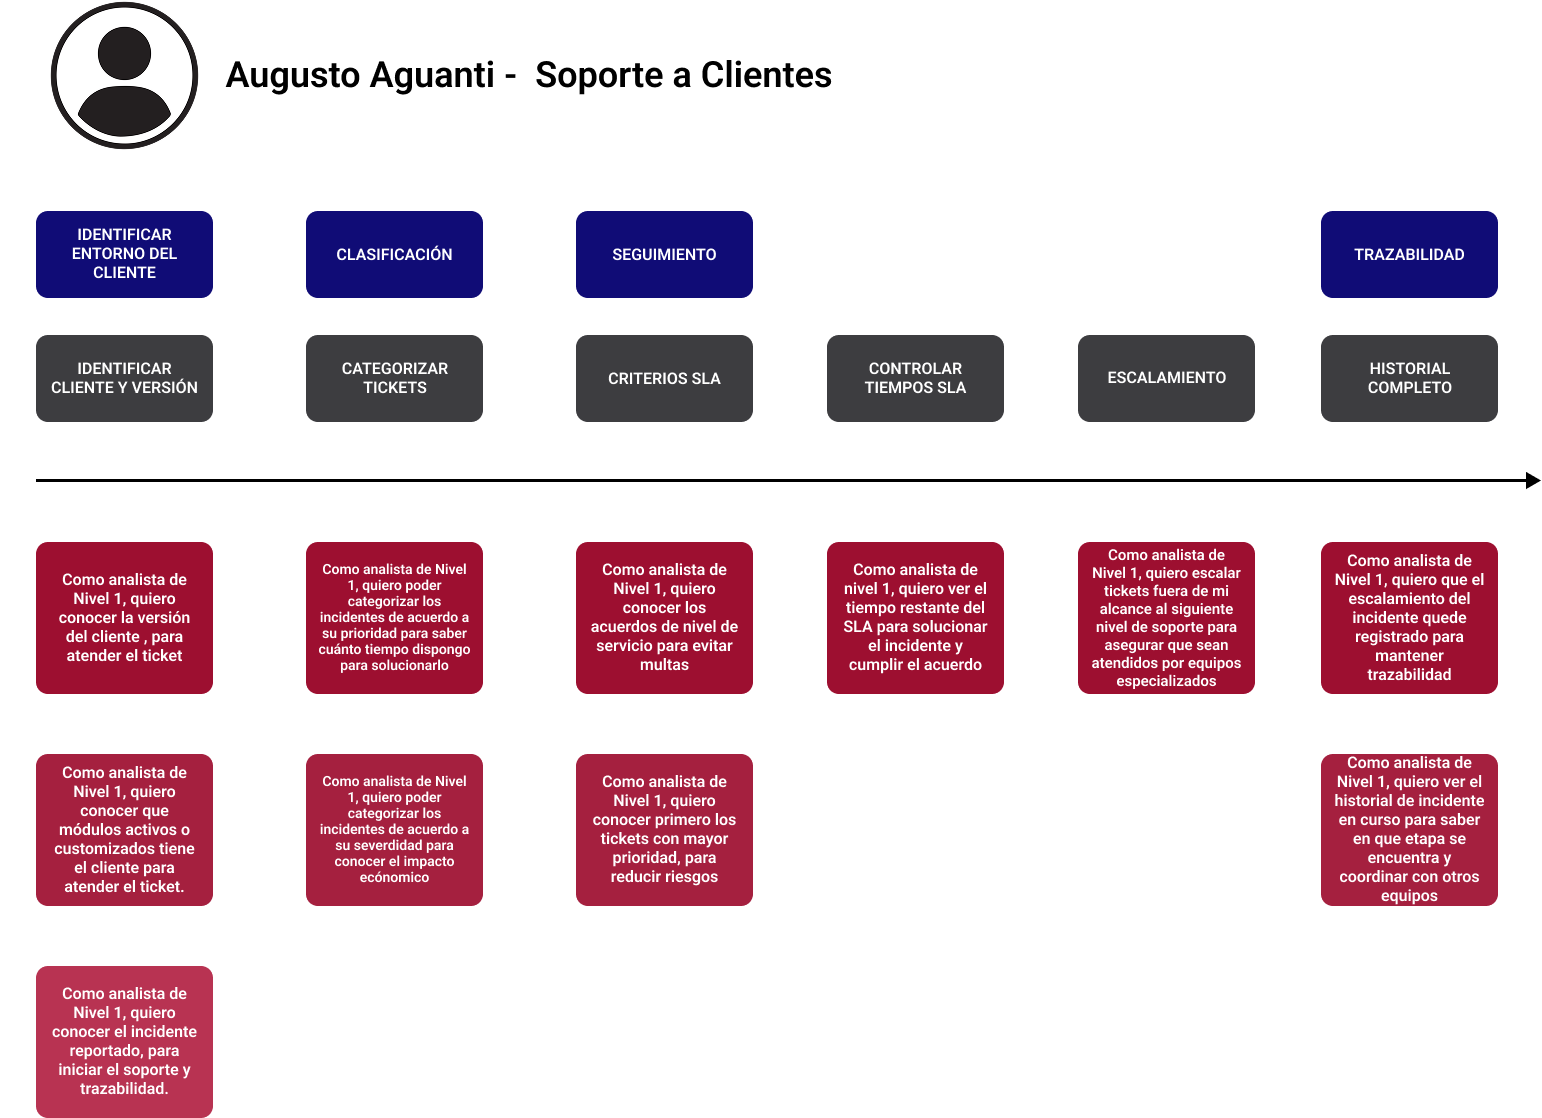 Augusto Aguanti -  Soporte a Clientes
IDENTIFICAR
ENTORNO DEL
CLIENTE
CLASIFICACIÓN
SEGUIMIENTO
TRAZABILIDAD
IDENTIFICAR
CLIENTE Y VERSIÓN
CATEGORIZAR
TICKETS
CRITERIOS SLA
CONTROLAR
TIEMPOS SLA
ESCALAMIENTO
HISTORIAL
COMPLETO
Como analista de
Nivel 1, quiero
conocer la versión
del cliente , para
atender el ticket
Como analista de Nivel
1, quiero poder
categorizar los
incidentes de acuerdo a
su prioridad para saber
cuánto tiempo dispongo
para solucionarlo
Como analista de
Nivel 1, quiero
conocer los
acuerdos de nivel de
servicio para evitar
multas
Como analista de
nivel 1, quiero ver el
tiempo restante del
SLA para solucionar
el incidente y
cumplir el acuerdo
Como analista de
Nivel 1, quiero escalar
tickets fuera de mi
alcance al siguiente
nivel de soporte para
asegurar que sean
atendidos por equipos
especializados
Como analista de
Nivel 1, quiero que el
escalamiento del
incidente quede
registrado para
mantener
trazabilidad
Como analista de
Nivel 1, quiero
conocer que
módulos activos o
customizados tiene
el cliente para
atender el ticket.
Como analista de Nivel
1, quiero poder
categorizar los
incidentes de acuerdo a
su severdidad para
conocer el impacto
ecónomico
Como analista de
Nivel 1, quiero
conocer primero los
tickets con mayor
prioridad, para
reducir riesgos
Como analista de
Nivel 1, quiero ver el
historial de incidente
en curso para saber
en que etapa se
encuentra y
coordinar con otros
equipos
Como analista de
Nivel 1, quiero
conocer el incidente
reportado, para
iniciar el soporte y
trazabilidad.